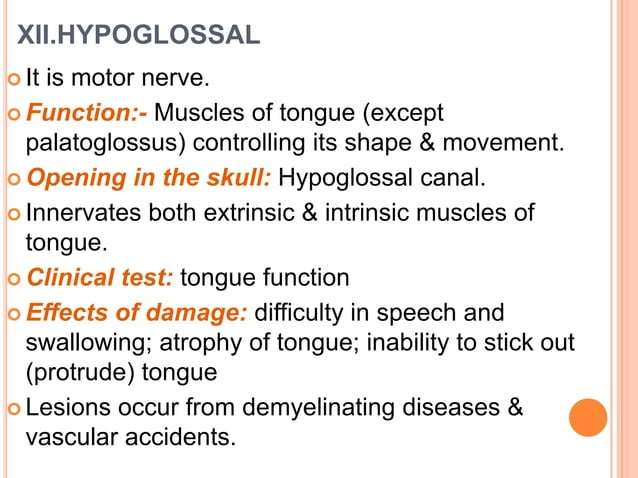 XII.HYPOGLOSSAL
It is motor nerve.
Function:- Muscles of tongue (except
palatoglossus) controlling its shape & movement.
Opening in the skull: Hypoglossal canal.
Innervates both extrinsic & intrinsic muscles of
tongue.
Clinical test: tongue function
Effects of damage: difficulty in speech and
swallowing; atrophy of tongue; inability to stick out
(protrude) tongue
Lesions occur from demyelinating diseases &
vascular accidents.